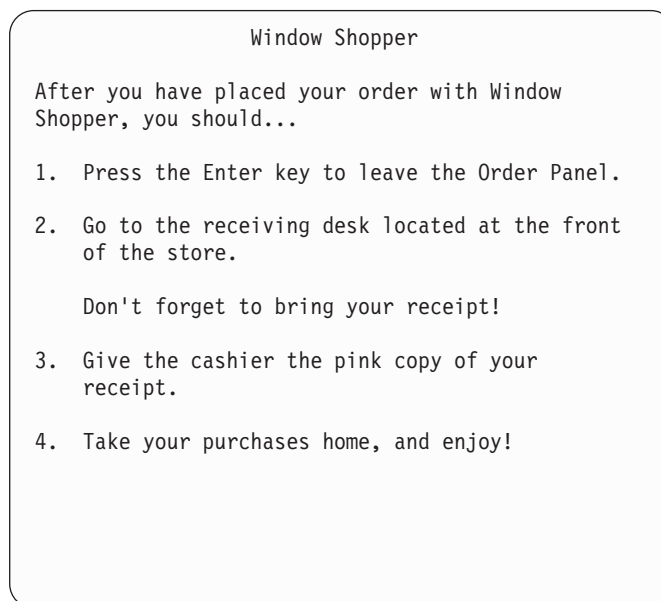 Window Shopper
After you have placed your order with Window
Shopper, you should...
1. Press the Enter key to leave the Order Panel.
2. Go to the receiving desk located at the front
of the store.
Don't forget to bring your receipt!
3. Give the cashier the pink copy of your
receipt.
4. Take your purchases home, and enjoy!